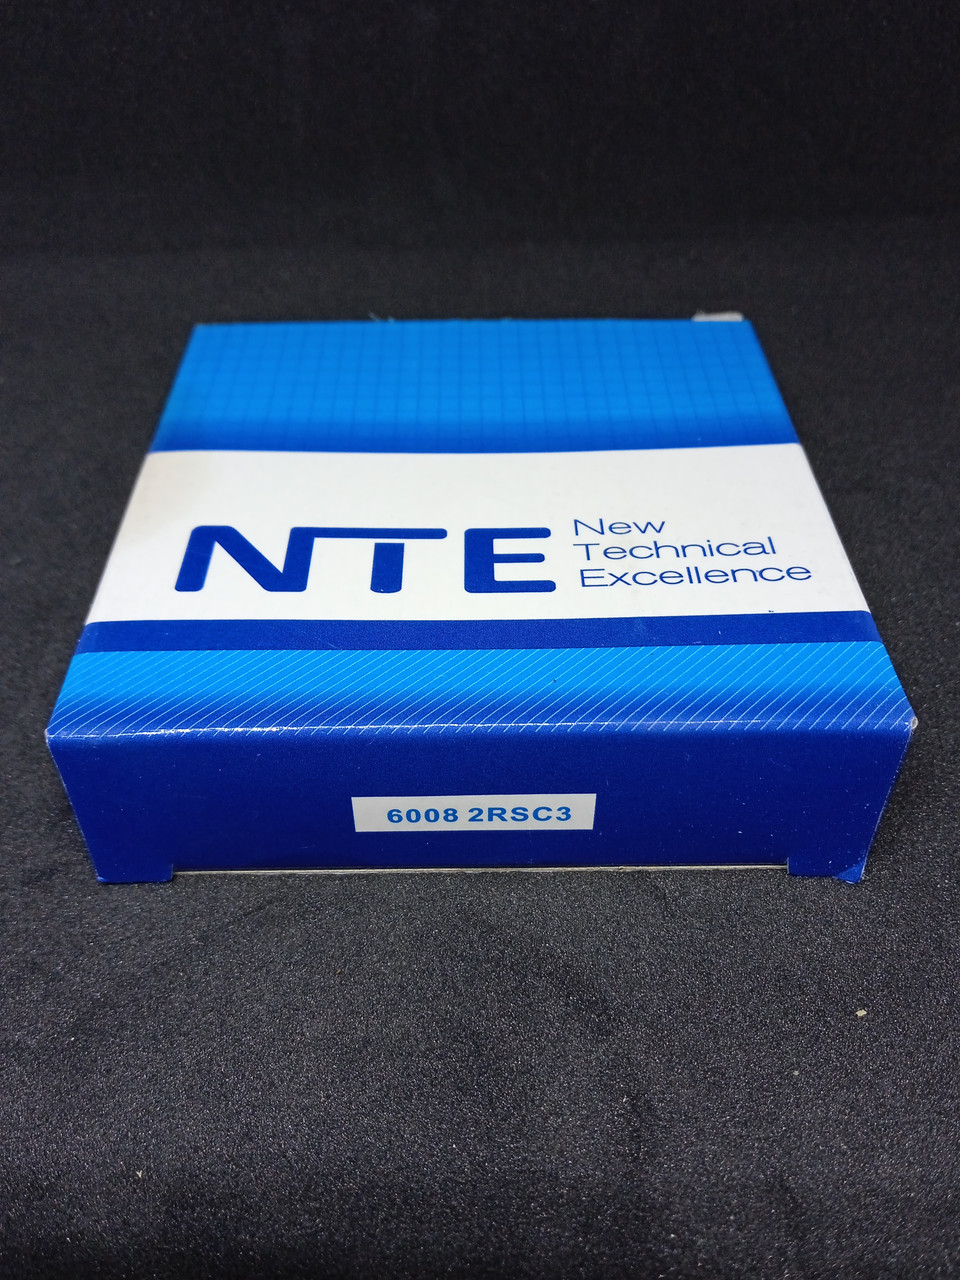 NTE
New
Technical
Excellence
6008 2RSC3